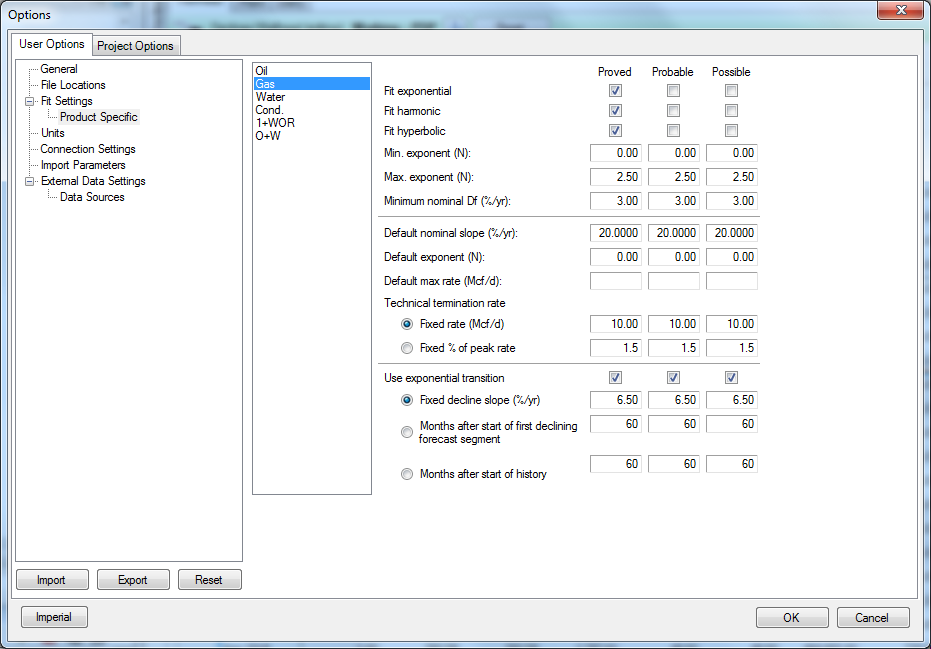 Options
User Options
Project Options
General
File Locations
Fit Settings
Product Specific
Units
Connection Settings
Import Parameters
External Data Settings
Data Sources
Oil
Gas
Water
Cond.
1+WOR
O+W
Proved Probable Possible
Fit exponential
Fit harmonic
Fit hyperbolic
Min. exponent (N): 0.00 0.00 0.00
Max. exponent (N): 2.50 2.50 2.50
Minimum nominal Df (%/yr): 3.00 3.00 3.00
Default nominal slope (%/yr): 20.0000 20.0000 20.0000
Default exponent (N): 0.00 0.00 0.00
Default max rate (Mcf/d):
Technical termination rate
Fixed rate (Mcf/d) 10.00 10.00 10.00
Fixed % of peak rate 1.5 1.5 1.5
Use exponential transition
Fixed decline slope (%/yr) 6.50 6.50 6.50
Months after start of first declining 60 60 60
forecast segment
Months after start of history 60 60 60
Import Export Reset
Imperial OK Cancel